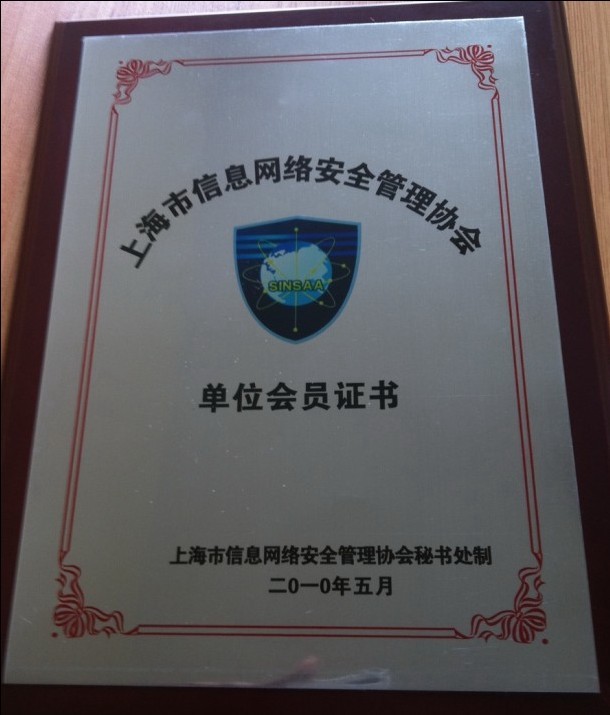 上海市信息网络安全管理协会
SINSAA
单位会员证书
上海市信息网络安全管理协会秘书处制
二0一0年五月